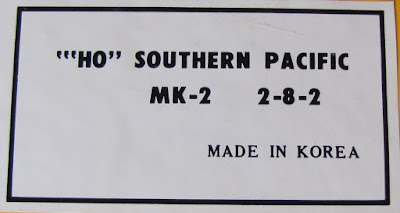 “‘“HO” SOUTHERN PACIFIC
MK-2 2-8-2
MADE IN KOREA